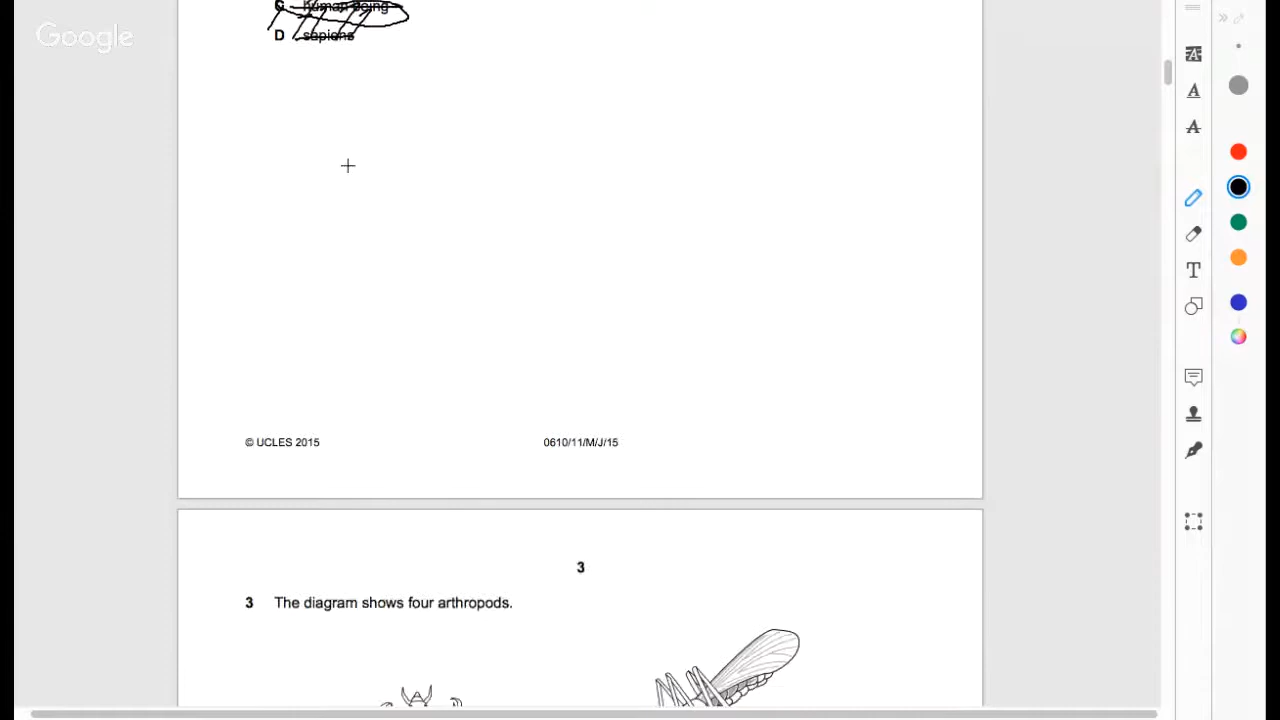 Google
C human being
D sapiens
© UCLES 2015 0610/11/M/J/15
3
3 The diagram shows four arthropods.